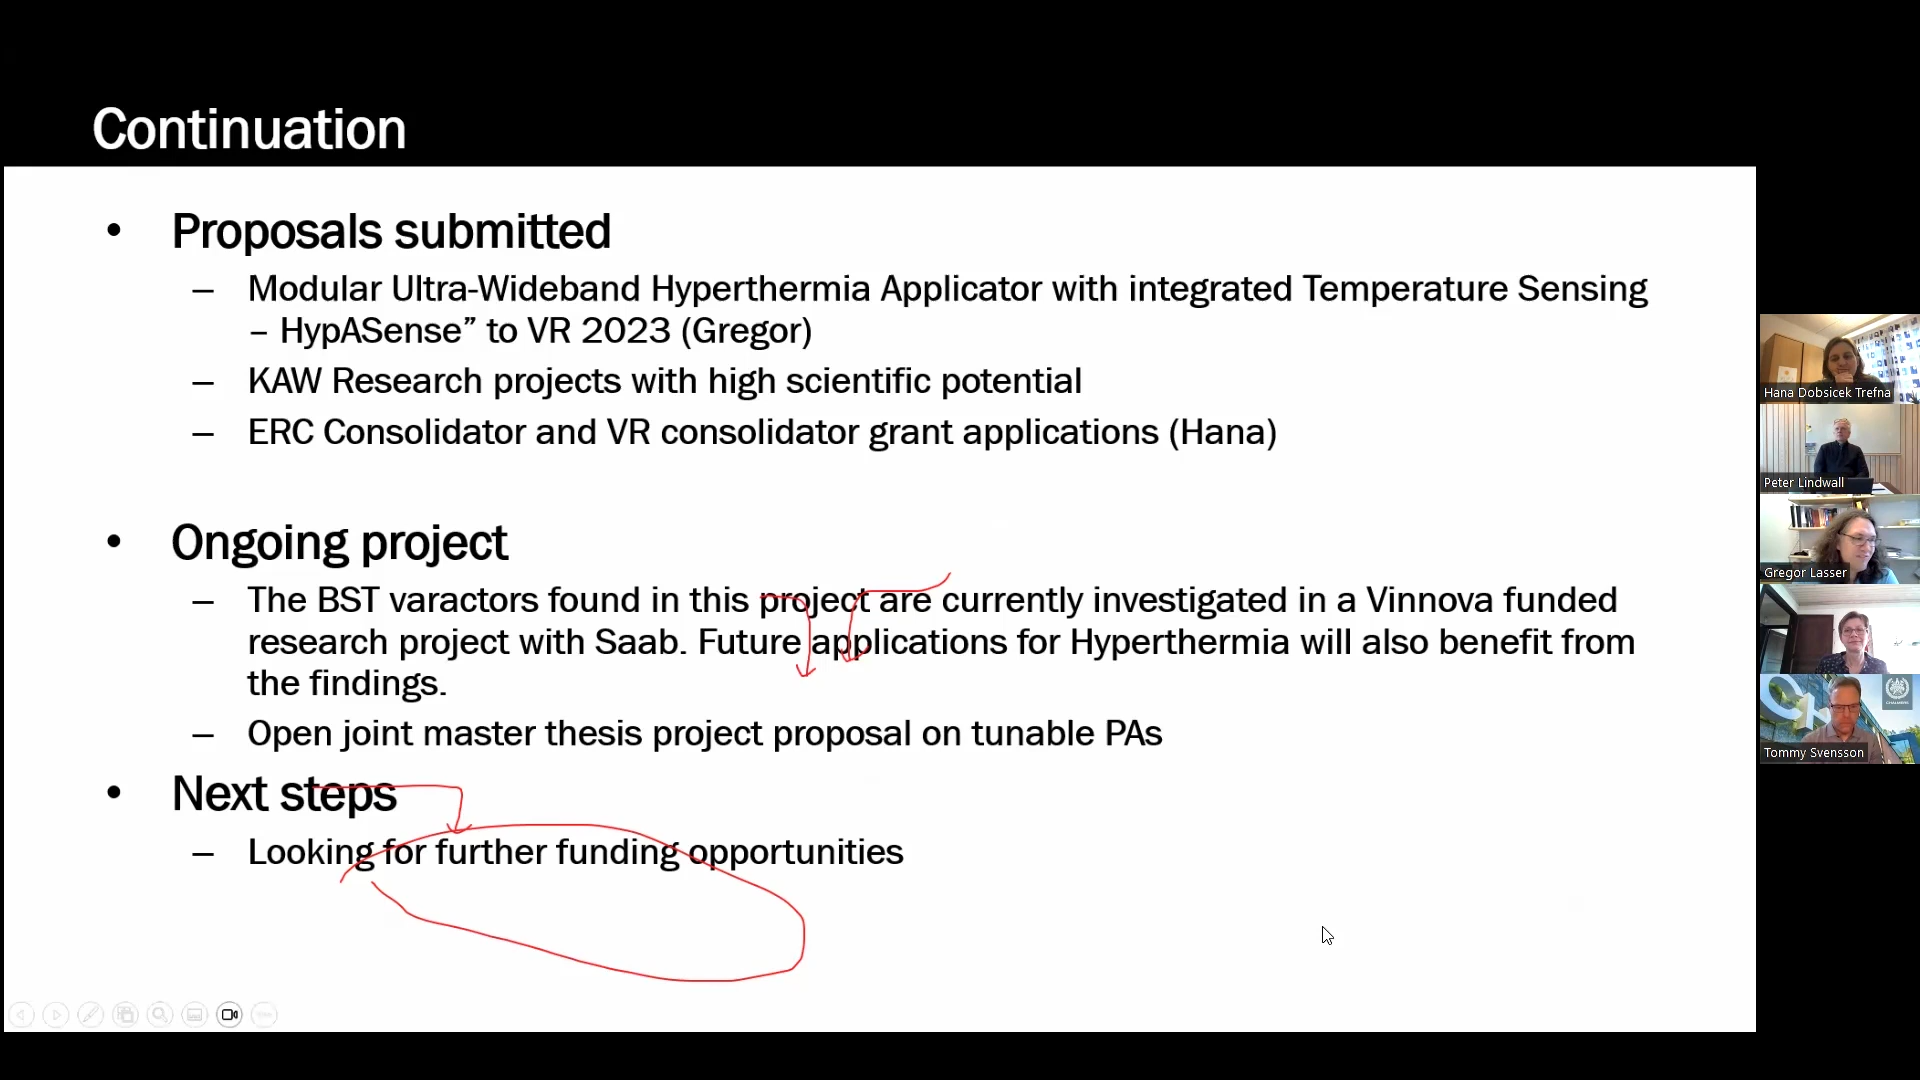 Continuation
• Proposals submitted
– Modular Ultra-Wideband Hyperthermia Applicator with integrated Temperature Sensing
– HypASense” to VR 2023 (Gregor)
– KAW Research projects with high scientific potential
– ERC Consolidator and VR consolidator grant applications (Hana)
• Ongoing project
– The BST varactors found in this project are currently investigated in a Vinnova funded
research project with Saab. Future applications for Hyperthermia will also benefit from
the findings.
– Open joint master thesis project proposal on tunable PAs
• Next steps
– Looking for further funding opportunities
Hana Dobsicek Trefna
Peter Lindwall
Gregor Lasser
Tommy Svensson